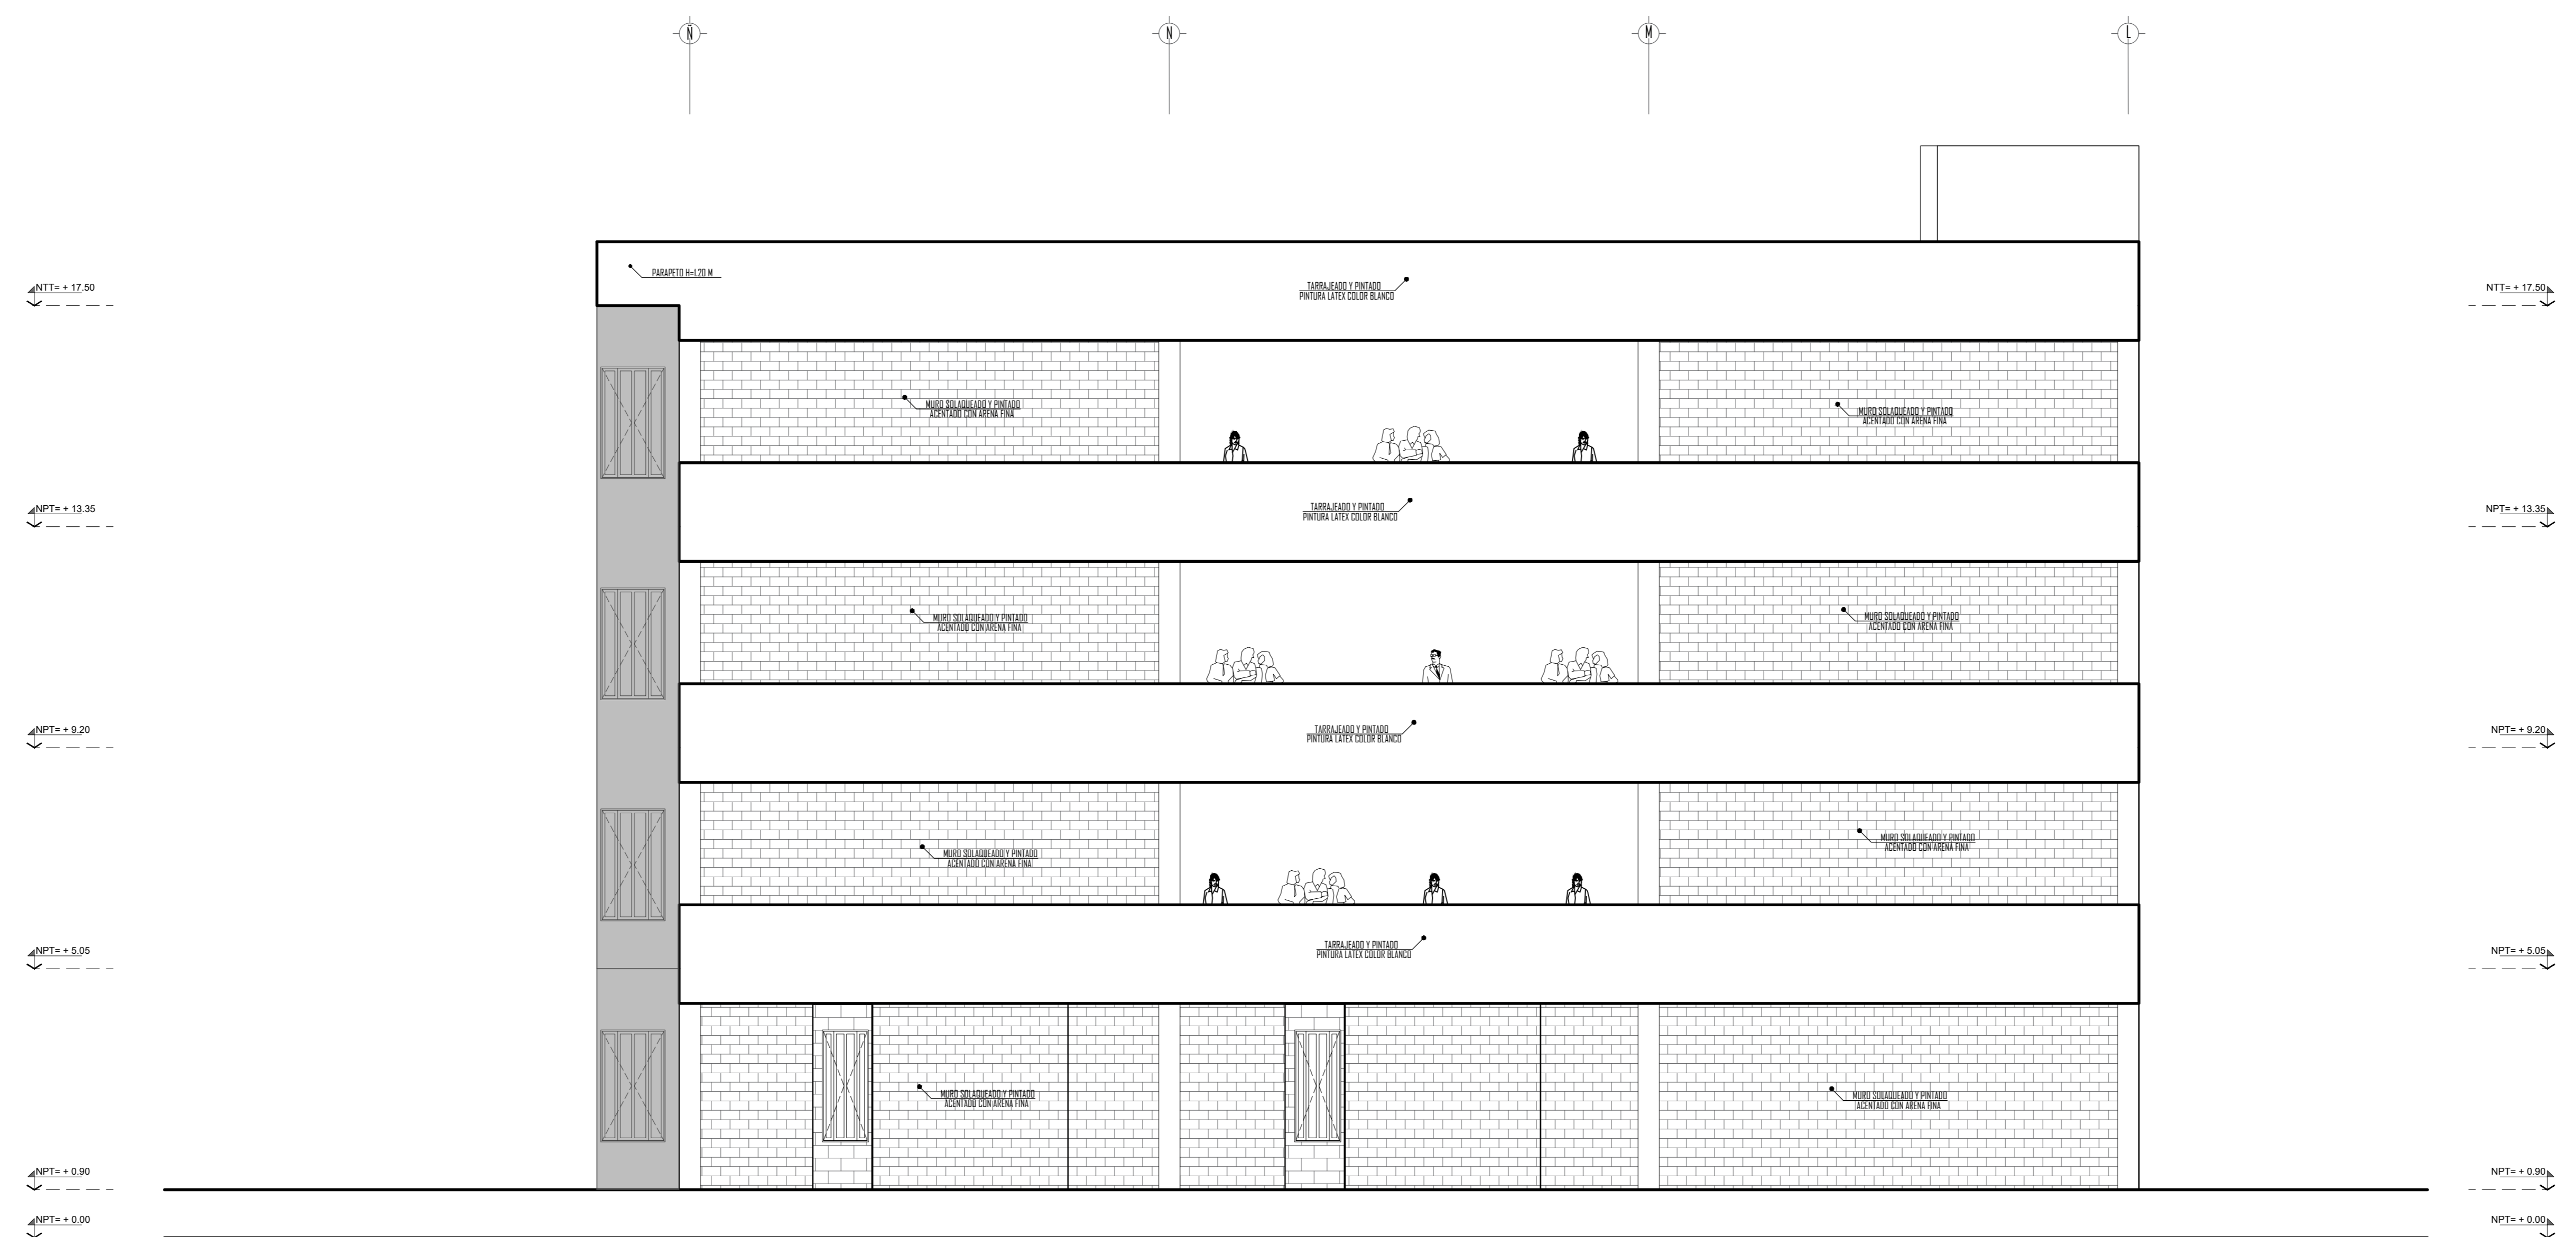 Ñ
N
M
L
PARAPETO H=1.20 M
TARRAJEADO Y PINTADO
PINTURA LATEX COLOR BLANCO
NTT= + 17.50
NTT= + 17.50
MURO SOLAQUEADO Y PINTADO
ACENTADO CON ARENA FINA
MURO SOLAQUEADO Y PINTADO
ACENTADO CON ARENA FINA
NPT= + 13.35
TARRAJEADO Y PINTADO
PINTURA LATEX COLOR BLANCO
NPT= + 13.35
MURO SOLAQUEADO Y PINTADO
ACENTADO CON ARENA FINA
MURO SOLAQUEADO Y PINTADO
ACENTADO CON ARENA FINA
NPT= + 9.20
TARRAJEADO Y PINTADO
PINTURA LATEX COLOR BLANCO
NPT= + 9.20
MURO SOLAQUEADO Y PINTADO
ACENTADO CON ARENA FINA
MURO SOLAQUEADO Y PINTADO
ACENTADO CON ARENA FINA
NPT= + 5.05
TARRAJEADO Y PINTADO
PINTURA LATEX COLOR BLANCO
NPT= + 5.05
MURO SOLAQUEADO Y PINTADO
ACENTADO CON ARENA FINA
MURO SOLAQUEADO Y PINTADO
ACENTADO CON ARENA FINA
NPT= + 0.90
NPT= + 0.90
NPT= + 0.00
NPT= + 0.00